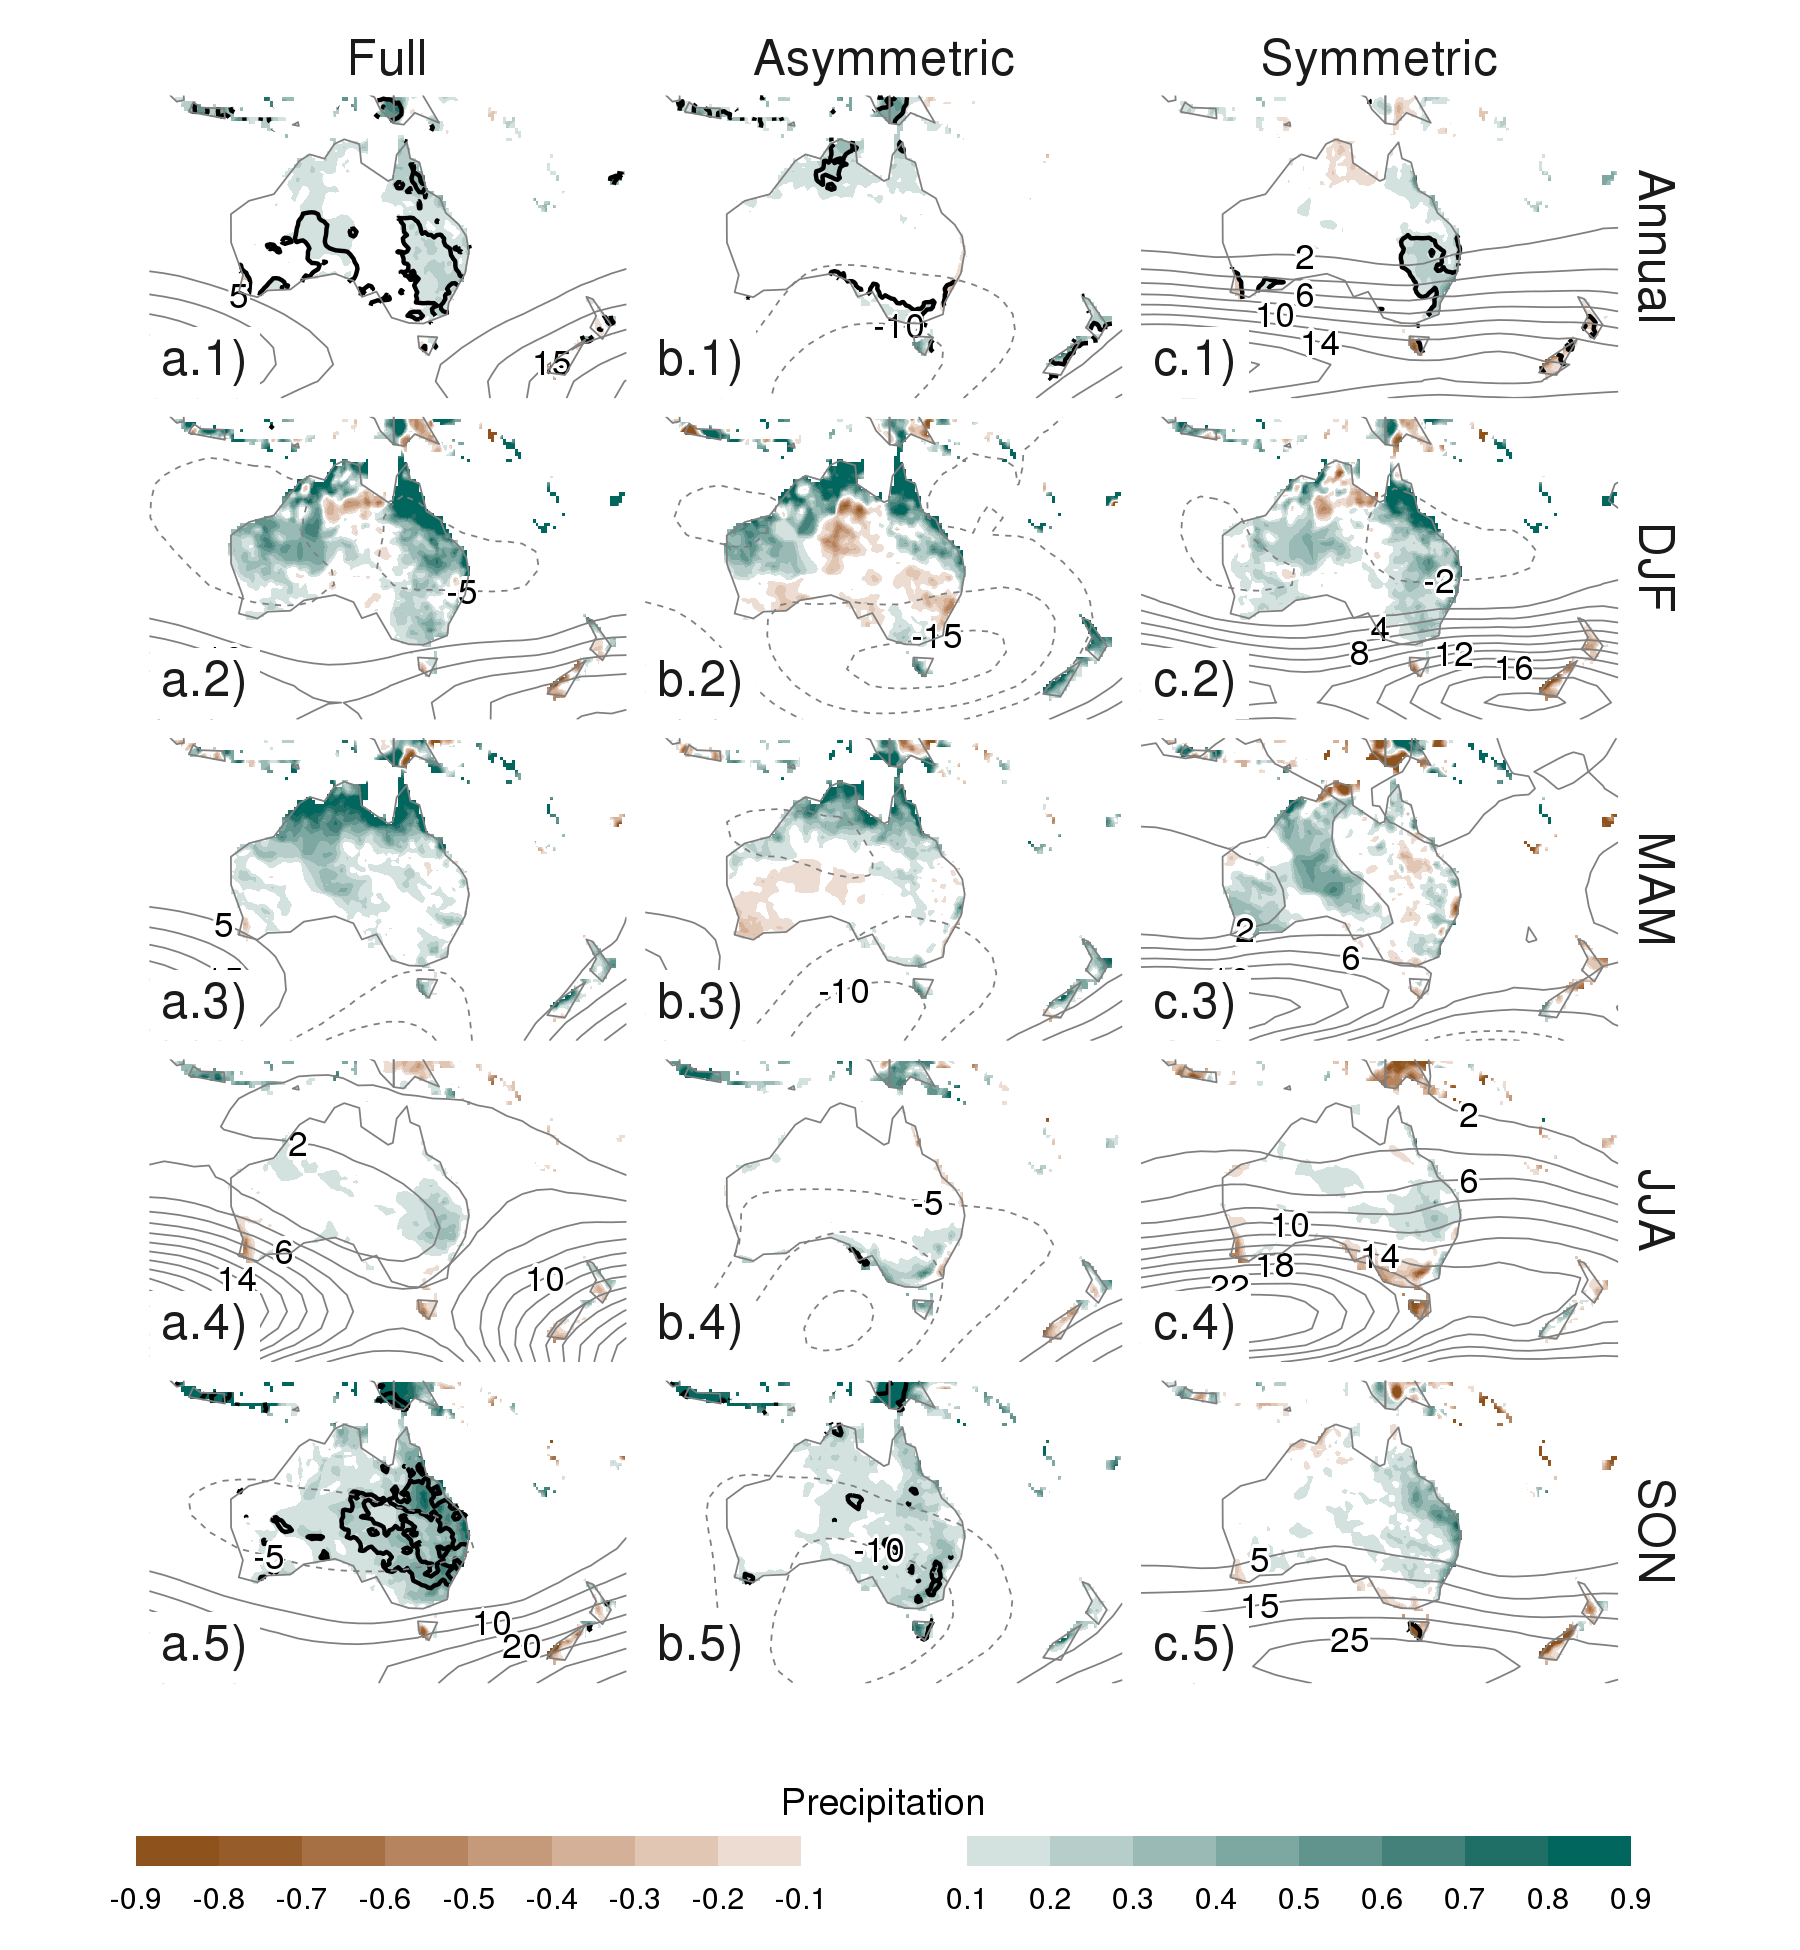 Full Asymmetric Symmetric
Annual
5
15
a.1)
-10
b.1)
2
6
10
14
c.1)
DJF
-5
a.2)
-15
b.2)
-2
4
8
12
16
c.2)
MAM
5
a.3)
-10
b.3)
2
6
c.3)
JJA
2
6
14
10
a.4)
-5
b.4)
2
6
10
14
18
22
c.4)
SON
-5
10
20
a.5)
-10
b.5)
5
15
25
c.5)
Precipitation
-0.9 -0.8 -0.7 -0.6 -0.5 -0.4 -0.3 -0.2 -0.1 0.1 0.2 0.3 0.4 0.5 0.6 0.7 0.8 0.9